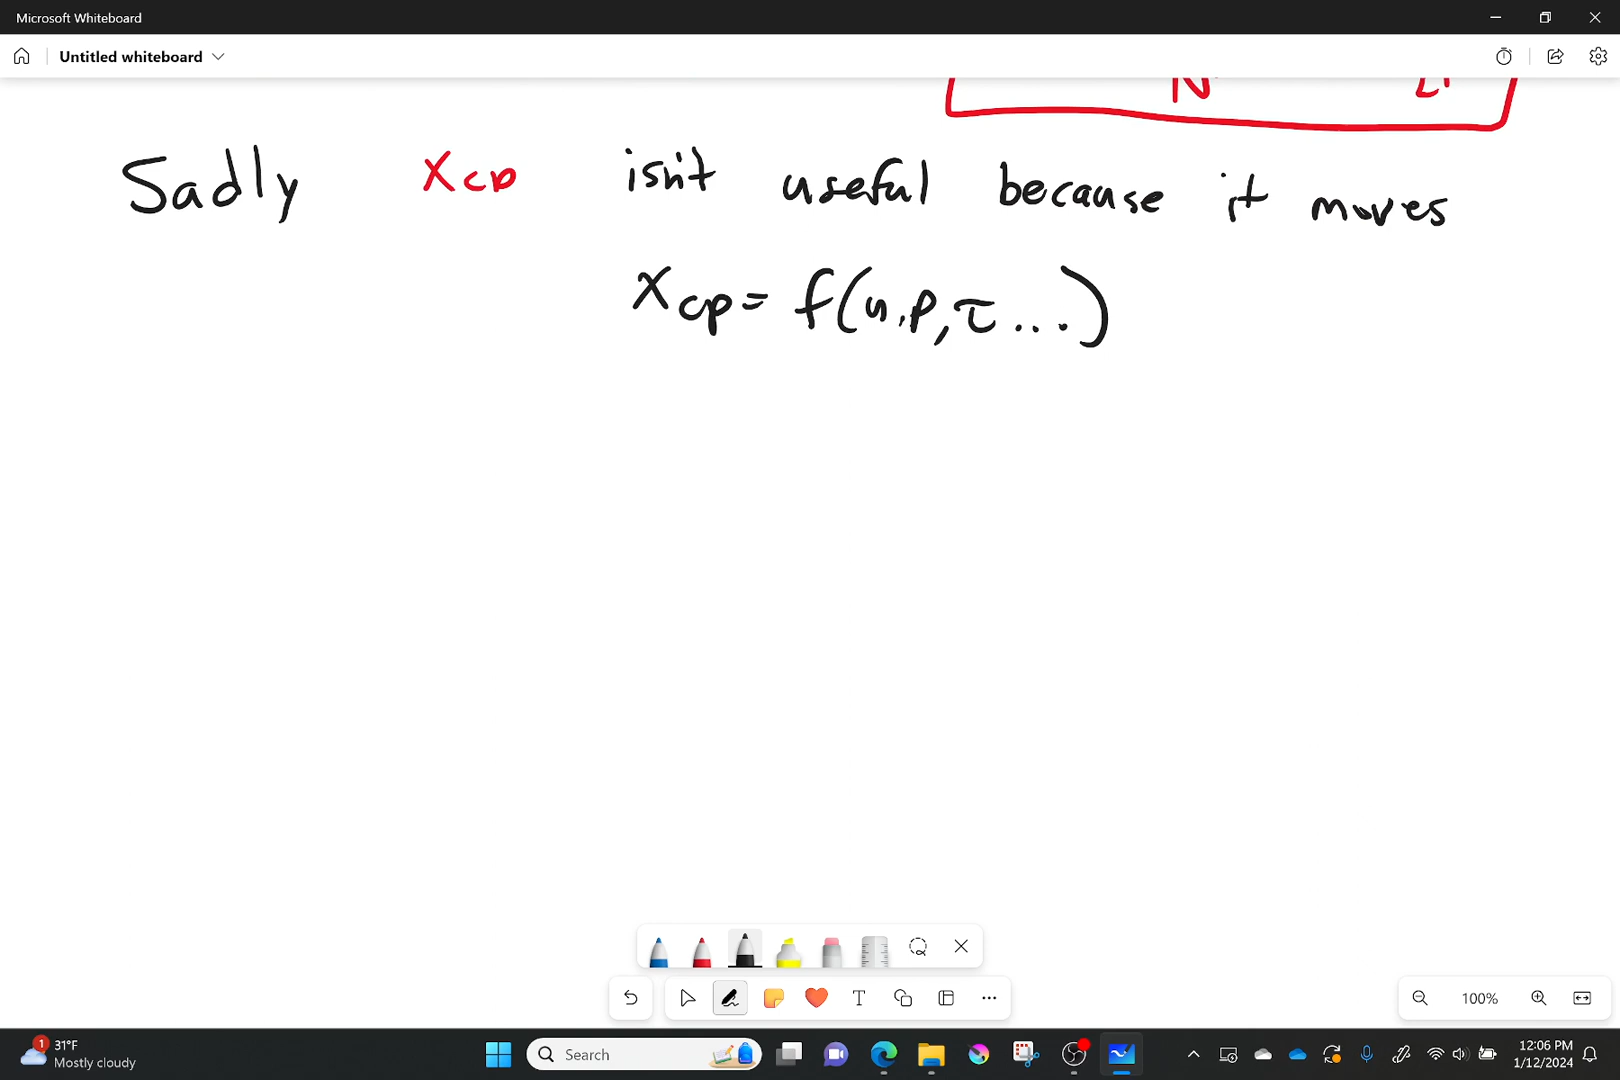 Microsoft Whiteboard
Untitled whiteboard
N
Sadly Xcp isn't useful because it moves
Xcp = f(u,p,τ...)
100%
1
31°F
Mostly cloudy
Search
12:06 PM
1/12/2024